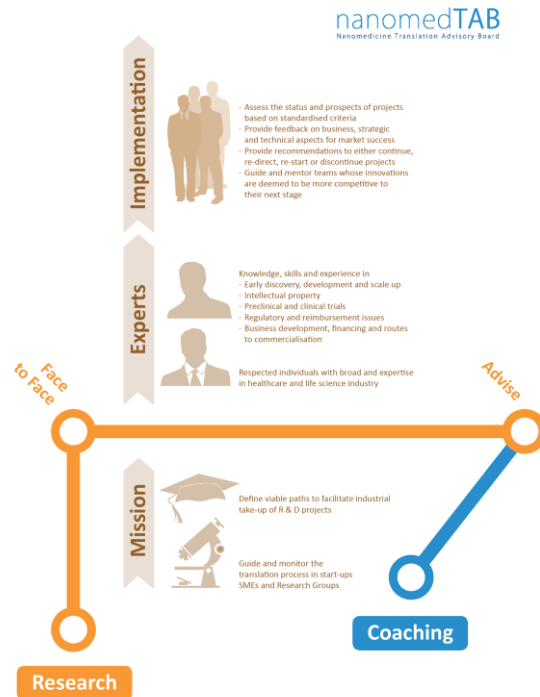 nanomedTAB
Nanomedicine Translation Advisory Board
Implementation
- Assess the status and prospects of projects
based on standardised criteria
- Provide feedback on business, strategic
and technical aspects for market success
- Provide recommendations to either continue,
re-direct, re-start or discontinue projects
- Guide and mentor teams whose innovations
are deemed to be more competitive to
their next stage
Experts
Knowledge, skills and experience in
- Early discovery, development and scale up
- Intellectual property
- Preclinical and clinical trials
- Regulatory and reimbursement issues
- Business development, financing and routes
to commercialisation
Respected individuals with broad and expertise
in healthcare and life science industry
Face
to Face
Advise
Mission
Define viable paths to facilitate industrial
take-up of R & D projects
Guide and monitor the
translation process in start-ups
SMEs and Research Groups
Coaching
Research